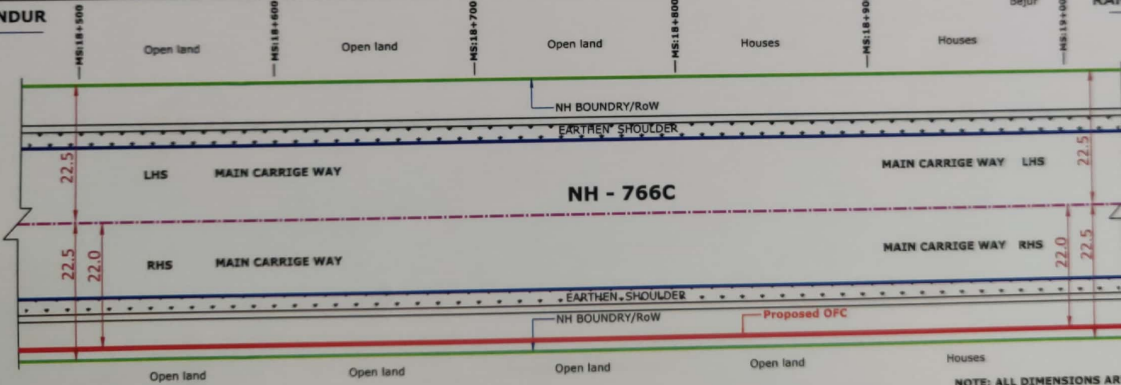 NDUR
MS:18+500
MS:18+600
MS:18+700
MS:18+800
MS:18+90
MS:19+00
Bejur
Open land
Open land
Open land
Houses
Houses
NH BOUNDRY/RoW
EARTHEN SHOULDER
22.5
LHS MAIN CARRIGE WAY
MAIN CARRIGE WAY LHS
22.5
NH - 766C
22.5
22.0
RHS MAIN CARRIGE WAY
MAIN CARRIGE WAY RHS
22.0
22.5
EARTHEN SHOULDER
NH BOUNDRY/RoW
Proposed OFC
Open land
Open land
Open land
Open land
Houses
NOTE: ALL DIMENSIONS AR